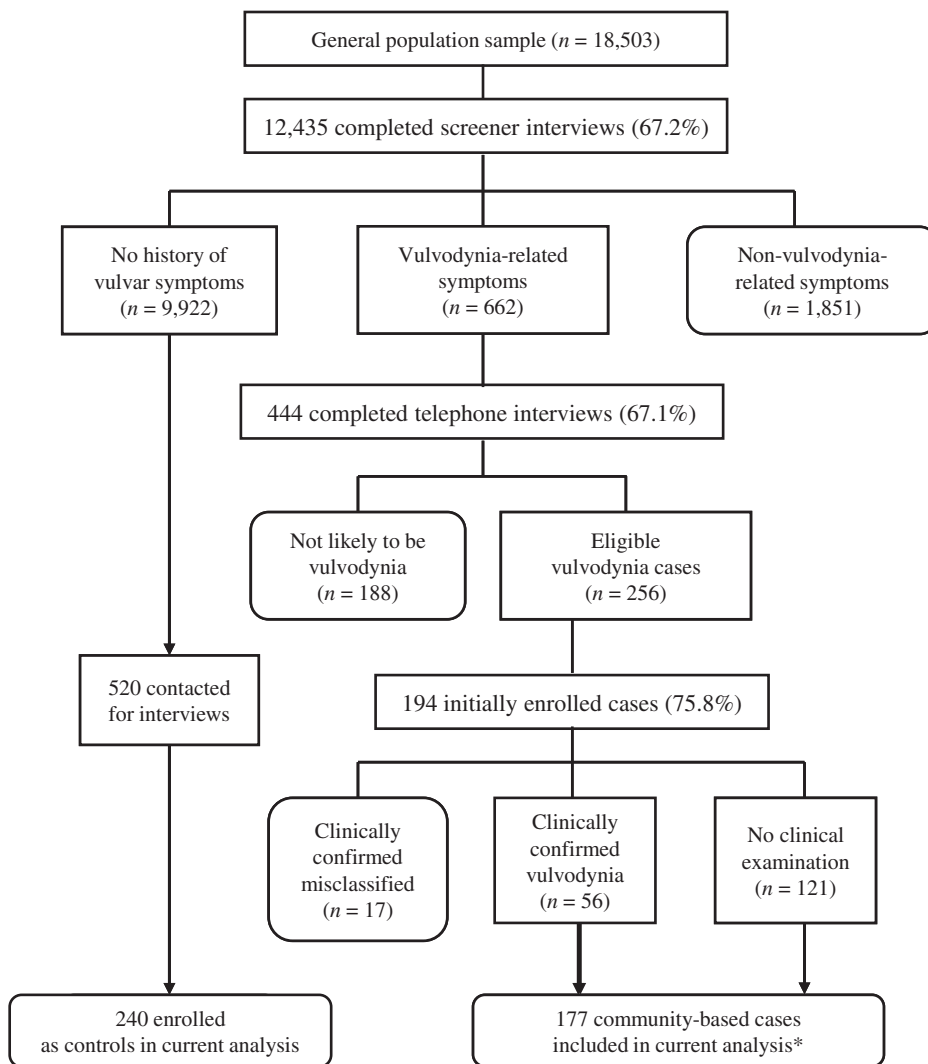 General population sample (n = 18,503)
12,435 completed screener interviews (67.2%)
No history of
vulvar symptoms
(n = 9,922)
Vulvodynia-related
symptoms
(n = 662)
Non-vulvodynia-
related symptoms
(n = 1,851)
444 completed telephone interviews (67.1%)
Not likely to be
vulvodynia
(n = 188)
Eligible
vulvodynia cases
(n = 256)
520 contacted
for interviews
194 initially enrolled cases (75.8%)
Clinically
confirmed
misclassified
(n = 17)
Clinically
confirmed
vulvodynia
(n = 56)
No clinical
examination
(n = 121)
240 enrolled
as controls in current analysis
177 community-based cases
included in current analysis*